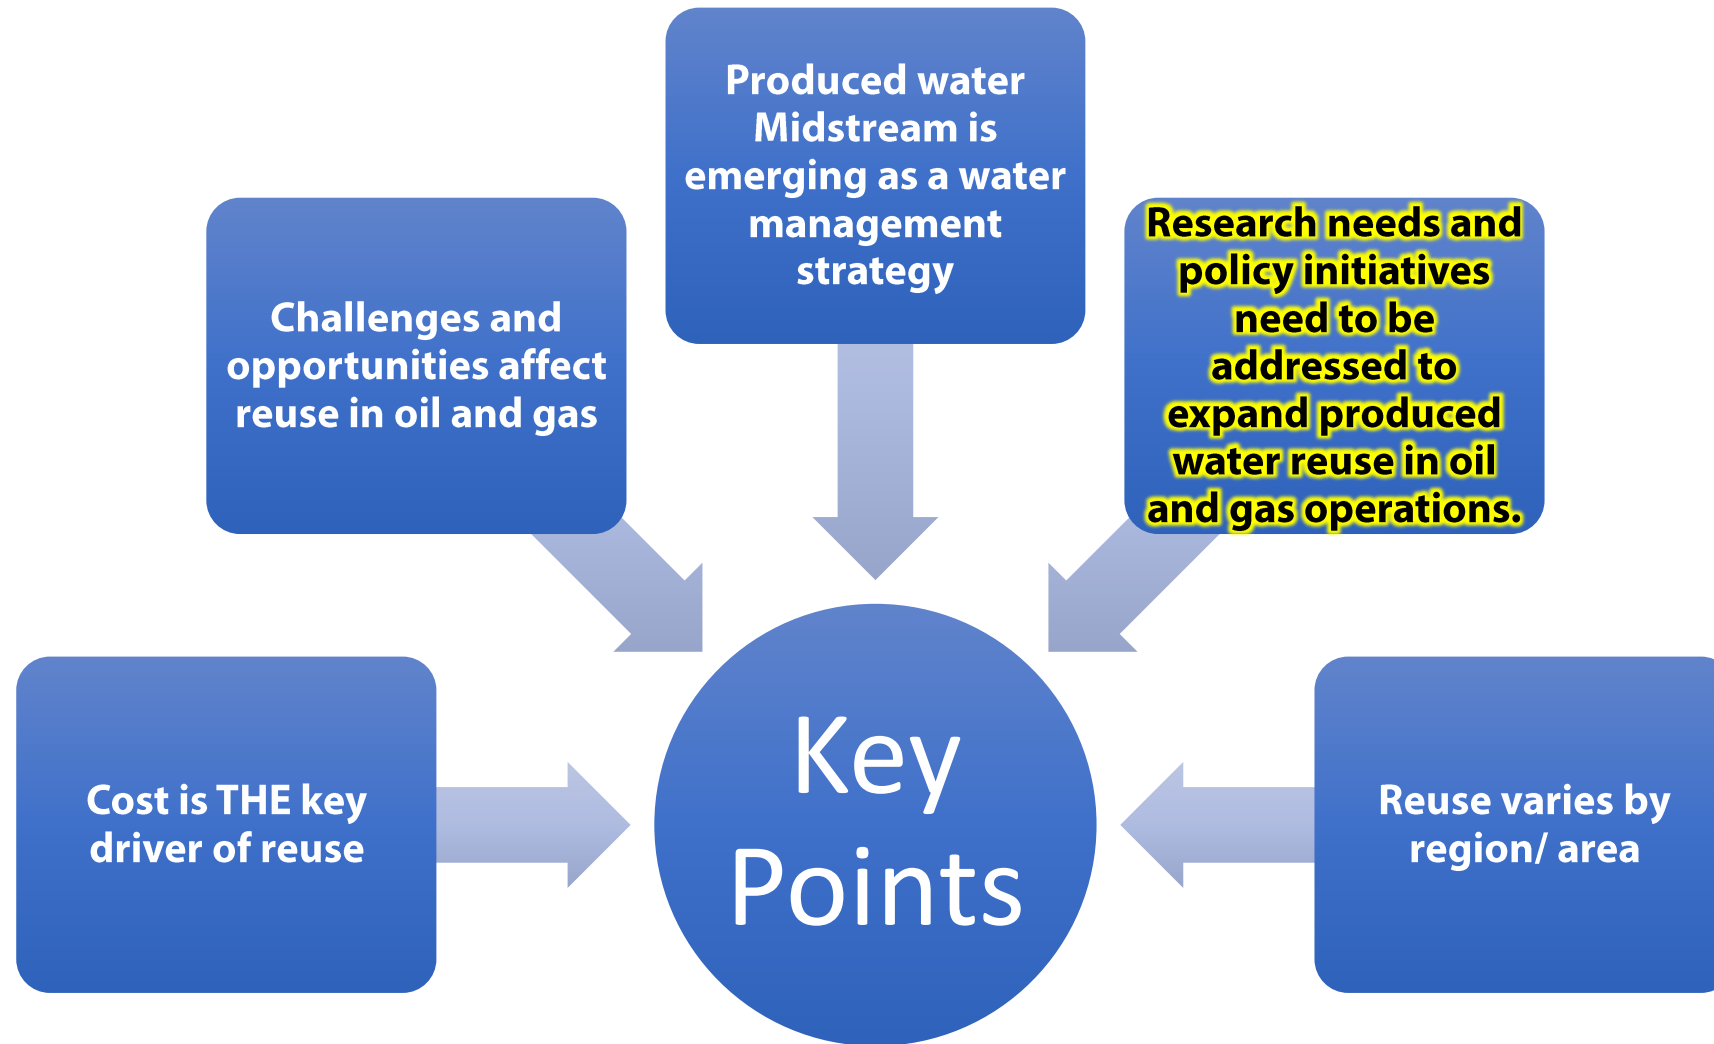 Produced water
Midstream is
emerging as a water
management
strategy
Challenges and
opportunities affect
reuse in oil and gas
Research needs and
policy initiatives
need to be
addressed to
expand produced
water reuse in oil
and gas operations.
Cost is THE key
driver of reuse
Key
Points
Reuse varies by
region/ area